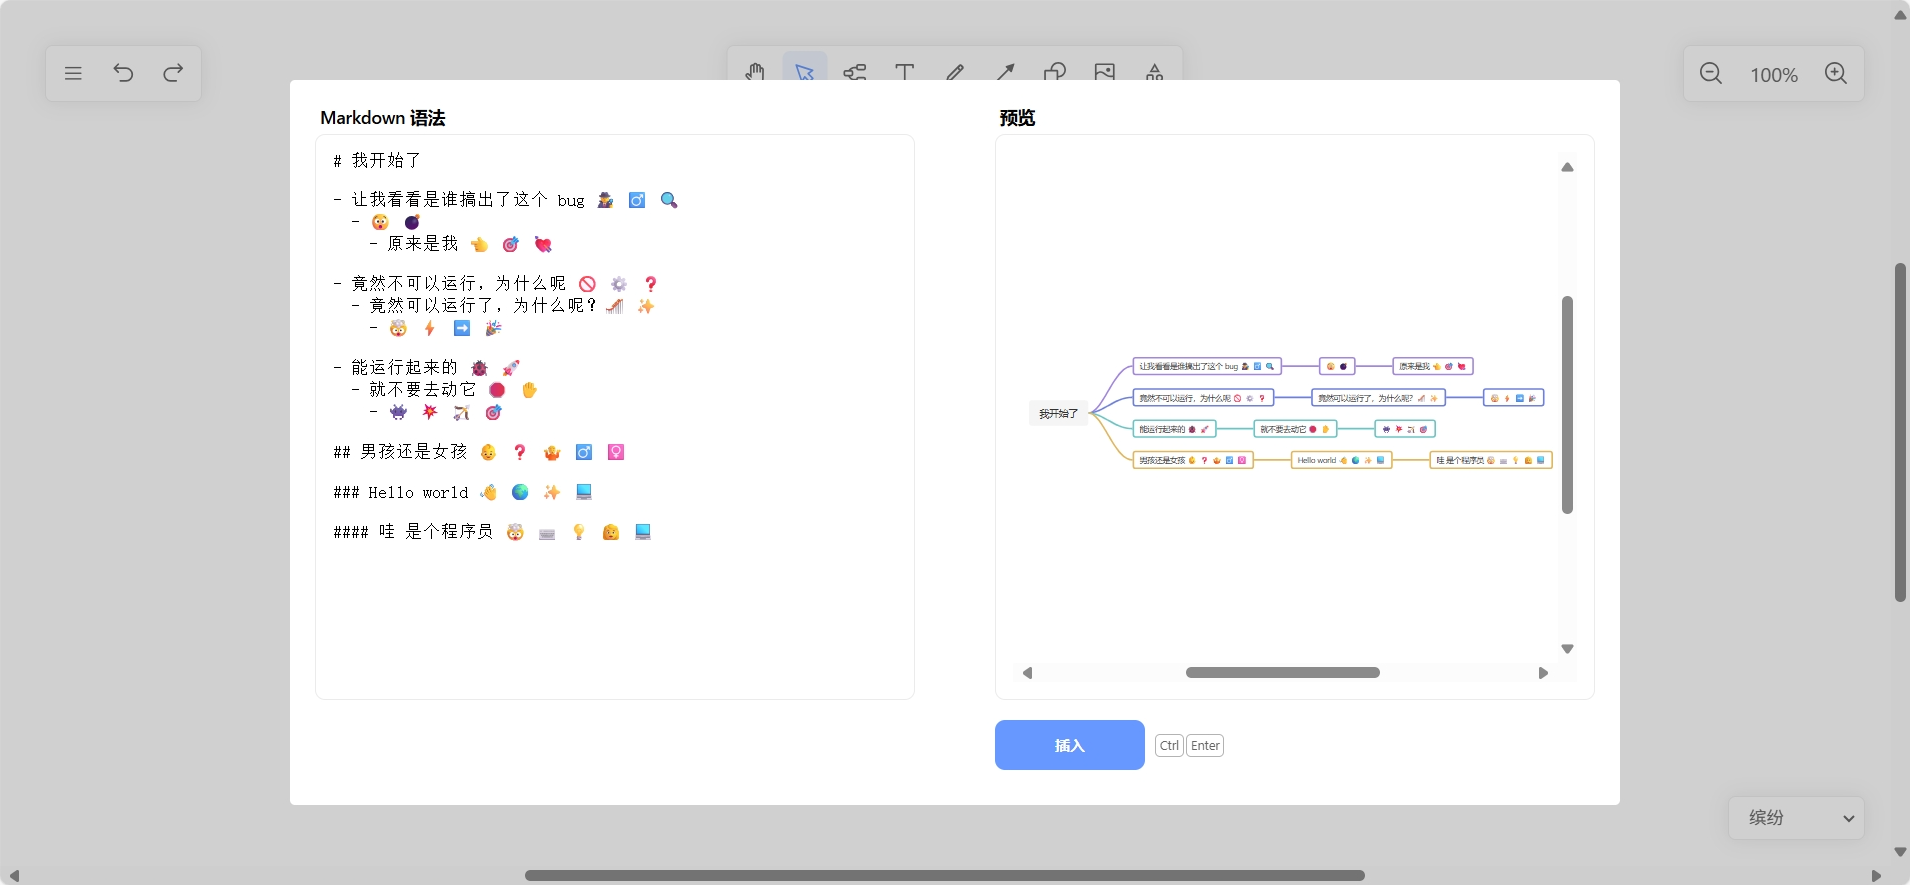 100%
Markdown 语法
# 我开始了
- 让我看看是谁搞出了这个 bug 🕵️ ♂️ 🔍
- 😳 💣
- 原来是我 👈 🎯 💘
- 竟然不可以运行，为什么呢 🚫 ⚙️ ❓
- 竟然可以运行了，为什么呢？🎢 ✨
- 🤯 ⚡ ➡️ 🎉
- 能运行起来的 🐞 🚀
- 就不要去动它 🛑 ✋
- 👾 💥 🏹 🎯
## 男孩还是女孩 👶 ❓ 🤷 ♂️ ♀️
### Hello world 👋 🌍 ✨ 💻
#### 哇 是个程序员 🤯 ⌨️ 💡 👩 💻
预览
我开始了
让我看看是谁搞出了这个 bug 🕵️ ♂️ 🔍
😳 💣
原来是我 👈 🎯 💘
竟然不可以运行，为什么呢 🚫 ⚙️ ❓
竟然可以运行了，为什么呢？🎢 ✨
🤯 ⚡ ➡️ 🎉
能运行起来的 🐞 🚀
就不要去动它 🛑 ✋
👾 💥 🏹 🎯
男孩还是女孩 👶 ❓ 🤷 ♂️ ♀️
Hello world 👋 🌍 ✨ 💻
哇 是个程序员 🤯 ⌨️ 💡 👩 💻
插入
Ctrl Enter
缤纷